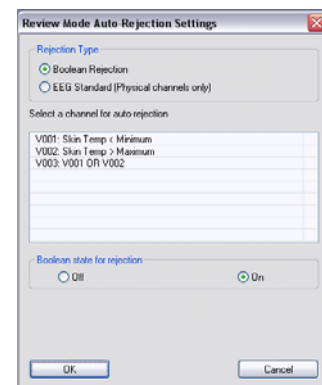 Review Mode Auto-Rejection Settings
Rejection Type
Boolean Rejection
EEG Standard (Physical channels only)
Select a channel for auto rejection
V001: Skin Temp < Minimum
V002: Skin Temp > Maximum
V003: V001 OR V002
Boolean state for rejection
Off On
OK Cancel